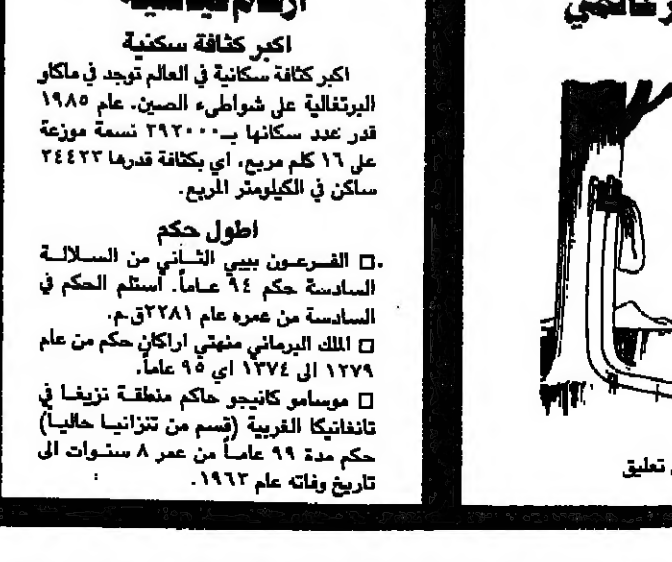 ارقام قياسية
اكبر كثافة سكنية
اكبر كثافة سكانية في العالم توجد في ماكاو
البرتغالية على شواطىء الصين. عام ١٩٨٥
قدر عدد سكانها بـ٣٩٢٠٠٠ نسمة موزعة
على ١٦ كلم مربع، اي بكثافة قدرها ٢٤٤٢٣
ساكن في الكيلومتر المربع.
اطول حكم
□ الفرعون بيبي الثاني من السلالة
السادسة حكم ٩٤ عاماً. أستلم الحكم في
السادسة من عمره عام ٢٢٨١ق.م.
□ الملك البرماني منهتي اراكان حكم من عام
١٢٧٩ الى ١٣٧٤ اي ٩٥ عاماً.
□ موسامو كانيجو حاكم منطقة نزيغا في
تانغانيكا الغربية (قسم من تنزانيا حاليا)
حكم مدة ٩٩ عاماً من عمر ٨ سنوات الى
تاريخ وفاته عام ١٩٦٣.
تعليق